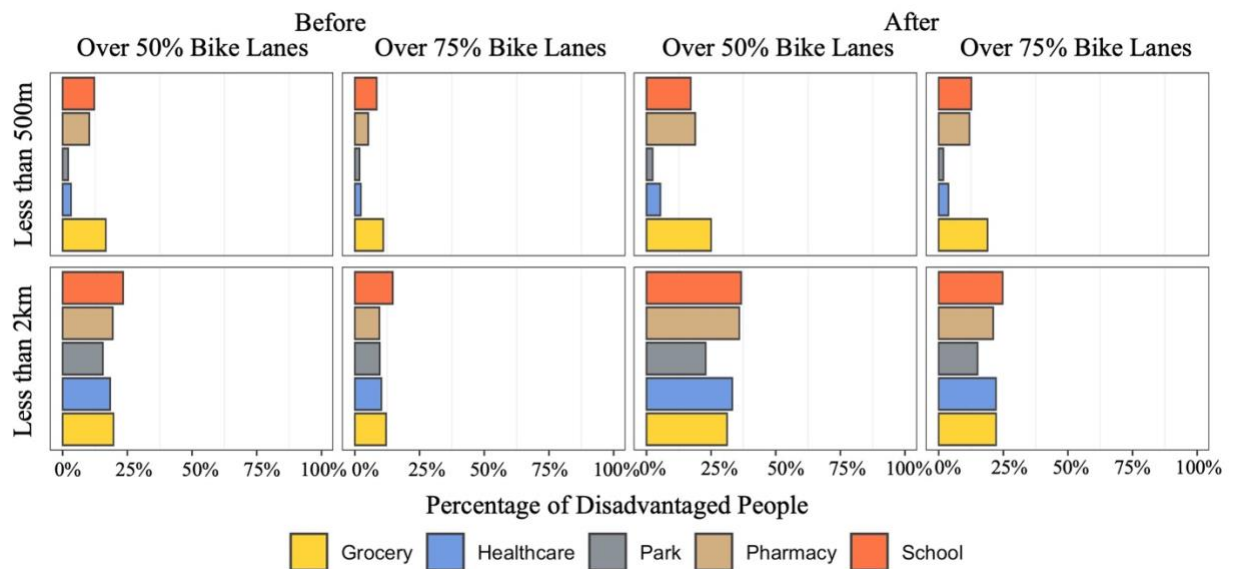 Before After
Over 50% Bike Lanes Over 75% Bike Lanes Over 50% Bike Lanes Over 75% Bike Lanes
Less than 500m
Less than 2km
0% 25% 50% 75% 100% 0% 25% 50% 75% 100% 0% 25% 50% 75% 100% 0% 25% 50% 75% 100%
Percentage of Disadvantaged People
Grocery Healthcare Park Pharmacy School